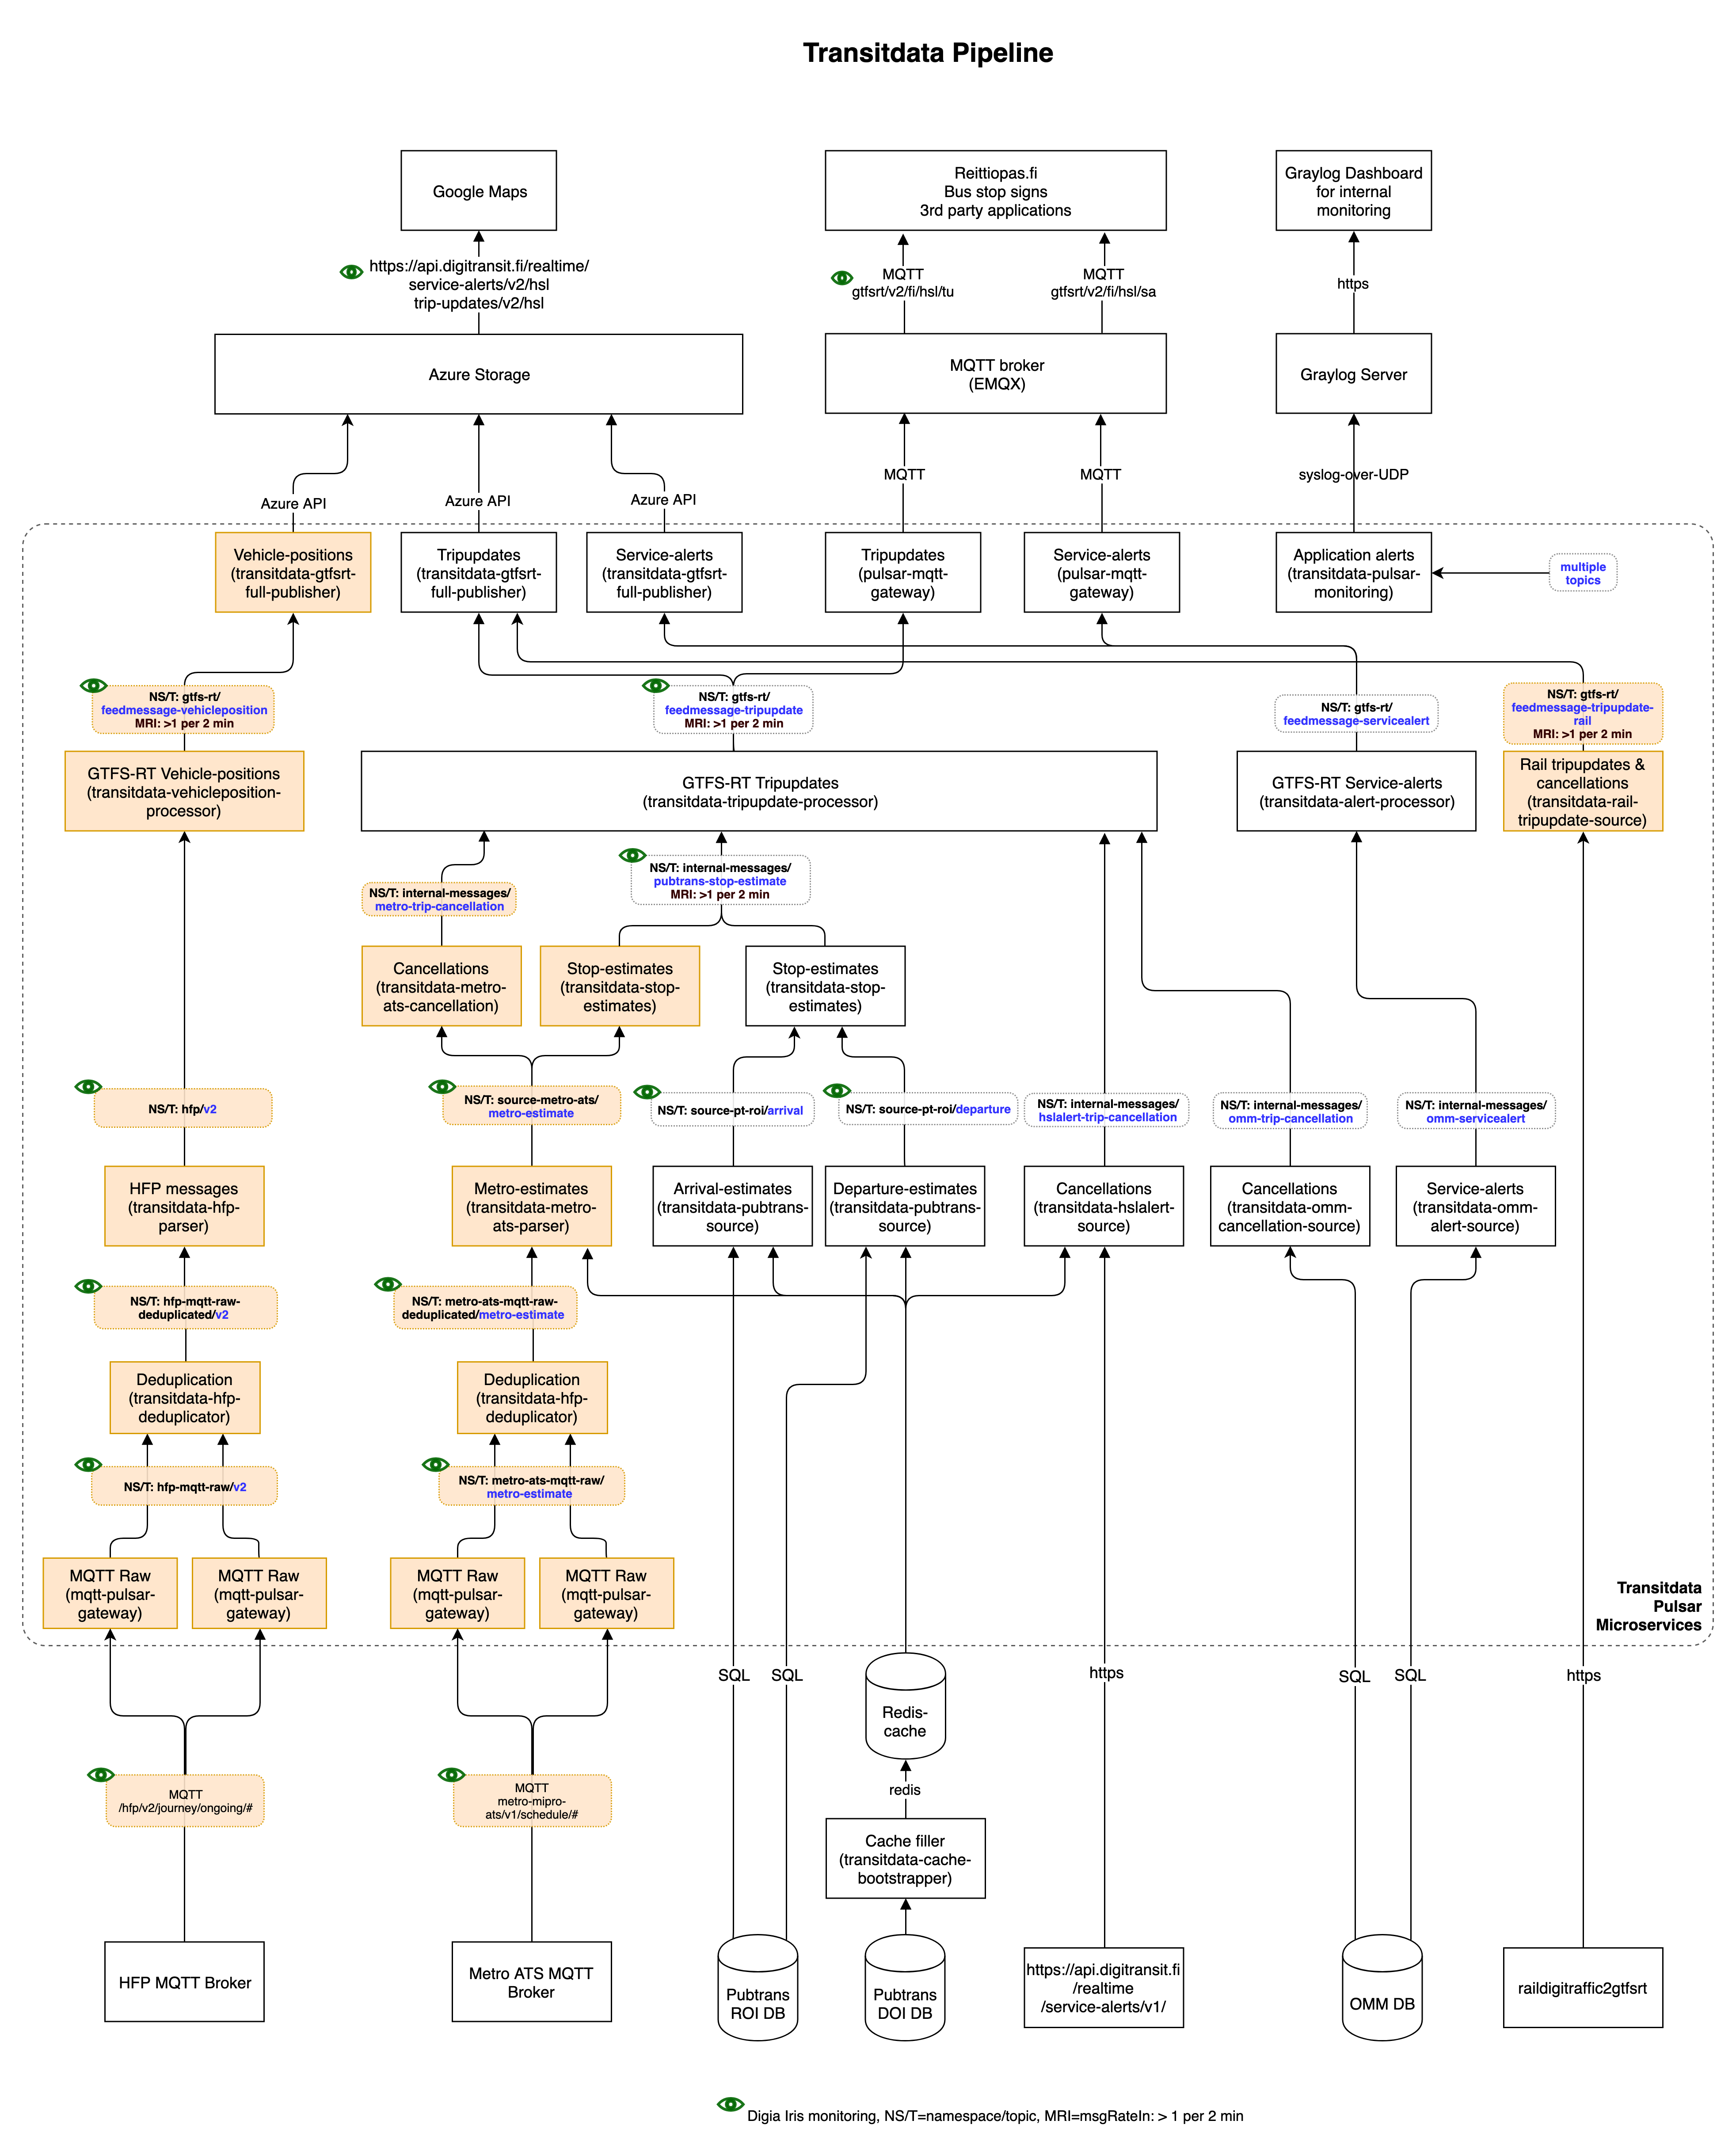 Transitdata Pipeline
Google Maps
Reittiopas.fi
Bus stop signs
3rd party applications
Graylog Dashboard
for internal
monitoring
https://api.digitransit.fi/realtime/
service-alerts/v2/hsl
trip-updates/v2/hsl
MQTT
gtfsrt/v2/fi/hsl/tu
MQTT
gtfsrt/v2/fi/hsl/sa
https
Azure Storage
MQTT broker
(EMQX)
Graylog Server
Azure API
Azure API
Azure API
MQTT
MQTT
syslog-over-UDP
Vehicle-positions
(transitdata-gtfsrt-
full-publisher)
Tripupdates
(transitdata-gtfsrt-
full-publisher)
Service-alerts
(transitdata-gtfsrt-
full-publisher)
Tripupdates
(pulsar-mqtt-
gateway)
Service-alerts
(pulsar-mqtt-
gateway)
Application alerts
(transitdata-pulsar-
monitoring)
multiple
topics
NS/T: gtfs-rt/
feedmessage-vehicleposition
MRI: >1 per 2 min
NS/T: gtfs-rt/
feedmessage-tripupdate
MRI: >1 per 2 min
NS/T: gtfs-rt/
feedmessage-servicealert
NS/T: gtfs-rt/
feedmessage-tripupdate-
rail
MRI: >1 per 2 min
GTFS-RT Vehicle-positions
(transitdata-vehicleposition-
processor)
GTFS-RT Tripupdates
(transitdata-tripupdate-processor)
GTFS-RT Service-alerts
(transitdata-alert-processor)
Rail tripupdates &
cancellations
(transitdata-rail-
tripupdate-source)
NS/T: internal-messages/
metro-trip-cancellation
NS/T: internal-messages/
pubtrans-stop-estimate
MRI: >1 per 2 min
Cancellations
(transitdata-metro-
ats-cancellation)
Stop-estimates
(transitdata-stop-
estimates)
Stop-estimates
(transitdata-stop-
estimates)
NS/T: hfp/v2
NS/T: source-metro-ats/
metro-estimate
NS/T: source-pt-roi/arrival
NS/T: source-pt-roi/departure
NS/T: internal-messages/
hslalert-trip-cancellation
NS/T: internal-messages/
omm-trip-cancellation
NS/T: internal-messages/
omm-servicealert
HFP messages
(transitdata-hfp-
parser)
Metro-estimates
(transitdata-metro-
ats-parser)
Arrival-estimates
(transitdata-pubtrans-
source)
Departure-estimates
(transitdata-pubtrans-
source)
Cancellations
(transitdata-hslalert-
source)
Cancellations
(transitdata-omm-
cancellation-source)
Service-alerts
(transitdata-omm-
alert-source)
NS/T: hfp-mqtt-raw-
deduplicated/v2
NS/T: metro-ats-mqtt-raw-
deduplicated/metro-estimate
Deduplication
(transitdata-hfp-
deduplicator)
Deduplication
(transitdata-hfp-
deduplicator)
NS/T: hfp-mqtt-raw/v2
NS/T: metro-ats-mqtt-raw/
metro-estimate
MQTT Raw
(mqtt-pulsar-
gateway)
MQTT Raw
(mqtt-pulsar-
gateway)
MQTT Raw
(mqtt-pulsar-
gateway)
MQTT Raw
(mqtt-pulsar-
gateway)
Transitdata
Pulsar
Microservices
SQL
SQL
https
SQL
SQL
https
Redis-
cache
redis
MQTT
/hfp/v2/journey/ongoing/#
MQTT
metro-mipro-
ats/v1/schedule/#
Cache filler
(transitdata-cache-
bootstrapper)
HFP MQTT Broker
Metro ATS MQTT
Broker
Pubtrans
ROI DB
Pubtrans
DOI DB
https://api.digitransit.fi
/realtime
/service-alerts/v1/
OMM DB
raildigitraffic2gtfsrt
Digia Iris monitoring, NS/T=namespace/topic, MRI=msgRateIn: > 1 per 2 min